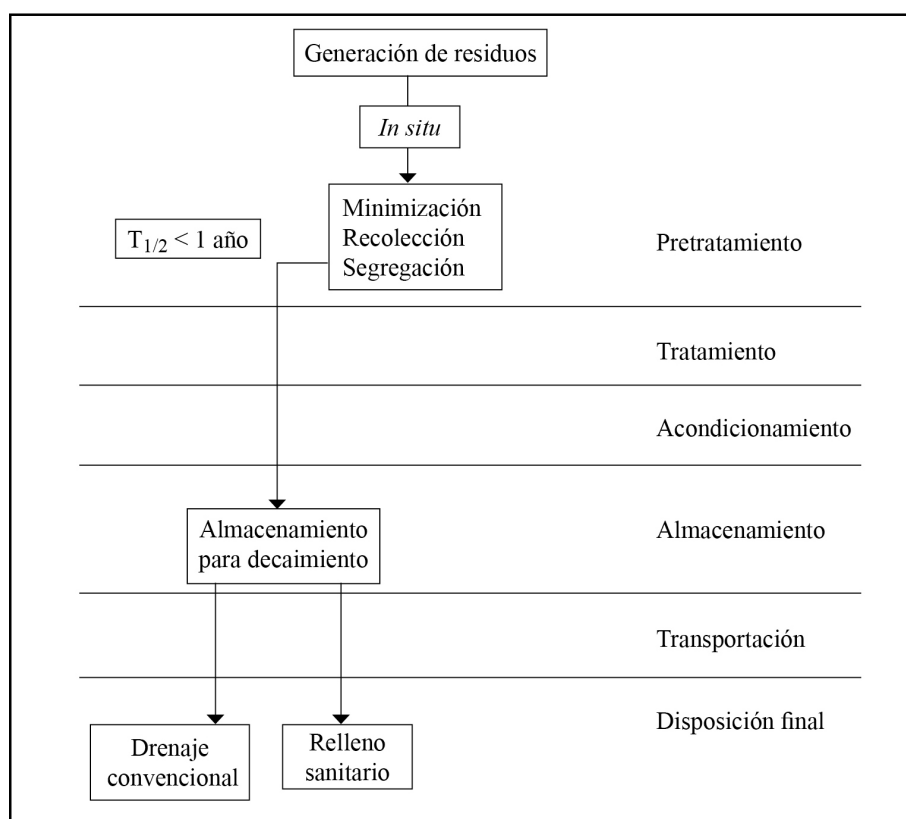 Generación de residuos
In situ
Minimización
Recolección
Segregación
T1/2 < 1 año
Pretratamiento
Tratamiento
Acondicionamiento
Almacenamiento
para decaimiento
Almacenamiento
Transportación
Drenaje
convencional
Relleno
sanitario
Disposición final